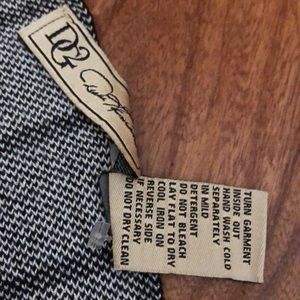 D&Co
TURN GARMENT
INSIDE OUT
HAND WASH COLD
SEPARATELY
IN MILD
DETERGENT
DO NOT BLEACH
LAY FLAT TO DRY
COOL IRON ON
REVERSE SIDE
IF NECESSARY
DO NOT DRY CLEAN